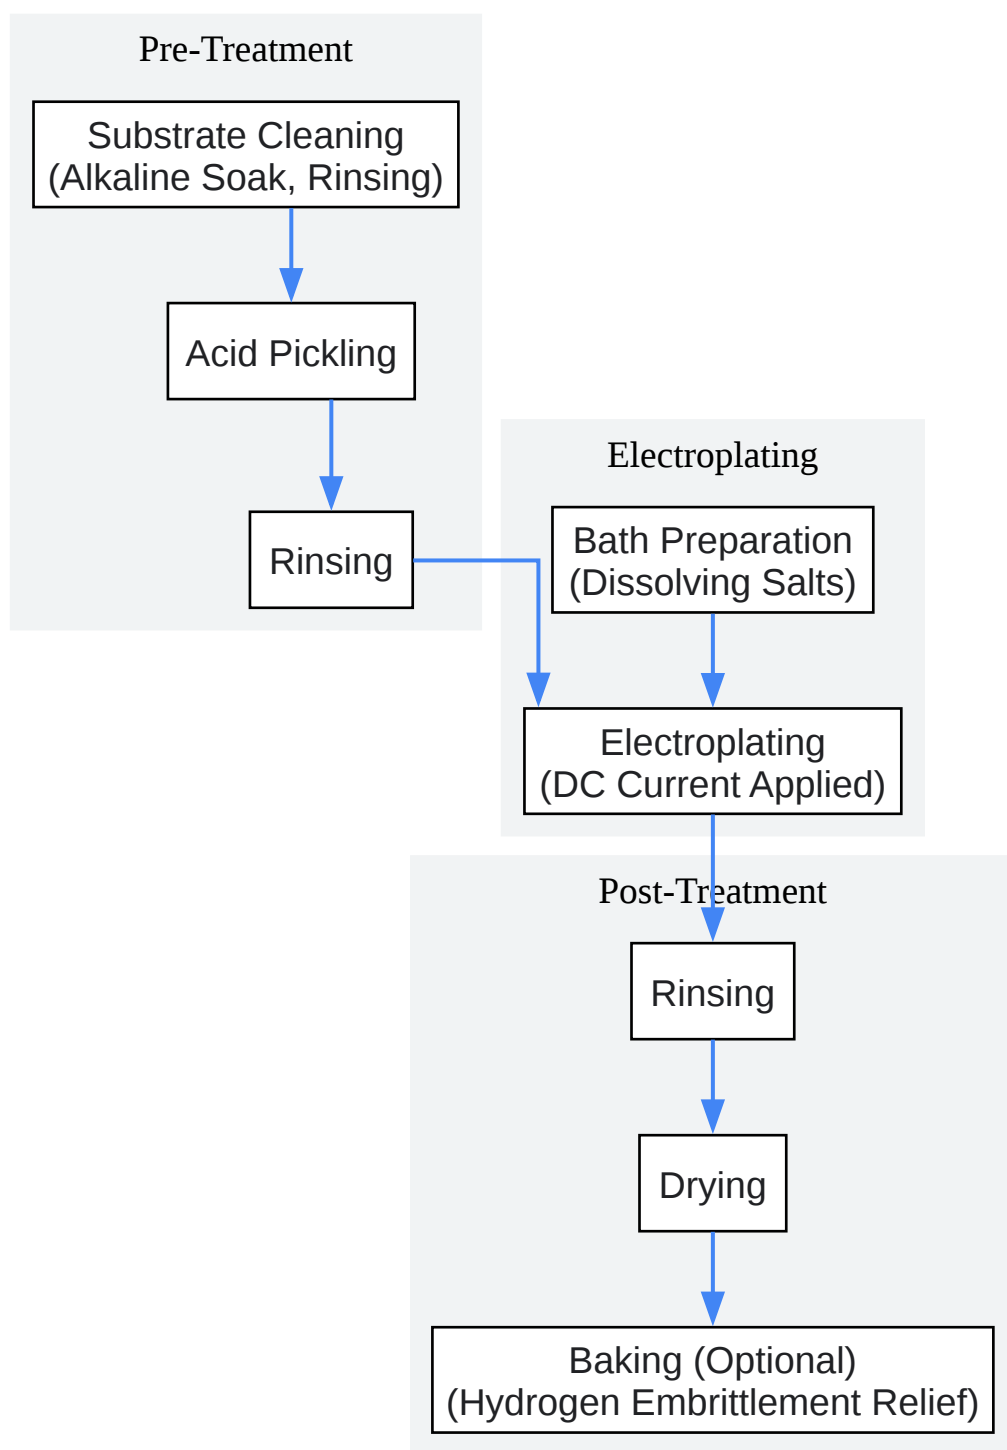 Pre-Treatment
Substrate Cleaning
(Alkaline Soak, Rinsing)
Acid Pickling
Rinsing
Electroplating
Bath Preparation
(Dissolving Salts)
Electroplating
(DC Current Applied)
Post-Treatment
Rinsing
Drying
Baking (Optional)
(Hydrogen Embrittlement Relief)